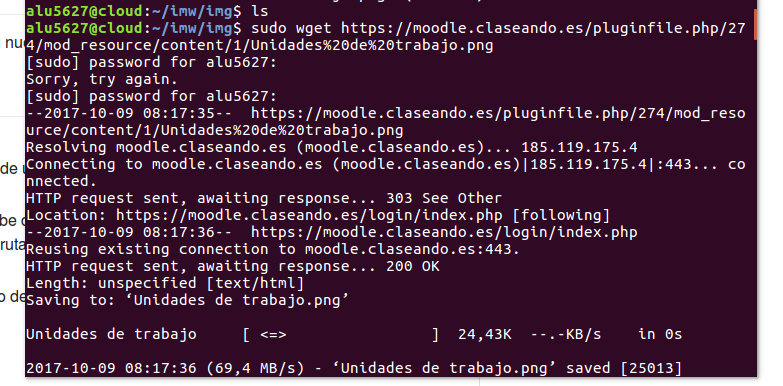 alu5627@cloud:~/imw/img$ ls
alu5627@cloud:~/imw/img$ sudo wget https://moodle.claseando.es/pluginfile.php/27
4/mod_resource/content/1/Unidades%20de%20trabajo.png
[sudo] password for alu5627:
Sorry, try again.
[sudo] password for alu5627:
--2017-10-09 08:17:35--  https://moodle.claseando.es/pluginfile.php/274/mod_reso
urce/content/1/Unidades%20de%20trabajo.png
Resolving moodle.claseando.es (moodle.claseando.es)... 185.119.175.4
Connecting to moodle.claseando.es (moodle.claseando.es)|185.119.175.4|:443... co
nnected.
HTTP request sent, awaiting response... 303 See Other
Location: https://moodle.claseando.es/login/index.php [following]
--2017-10-09 08:17:36--  https://moodle.claseando.es/login/index.php
Reusing existing connection to moodle.claseando.es:443.
HTTP request sent, awaiting response... 200 OK
Length: unspecified [text/html]
Saving to: ‘Unidades de trabajo.png’
Unidades de trabajo     [ <=>                ]  24,43K  --.-KB/s    in 0s
2017-10-09 08:17:36 (69,4 MB/s) - ‘Unidades de trabajo.png’ saved [25013]